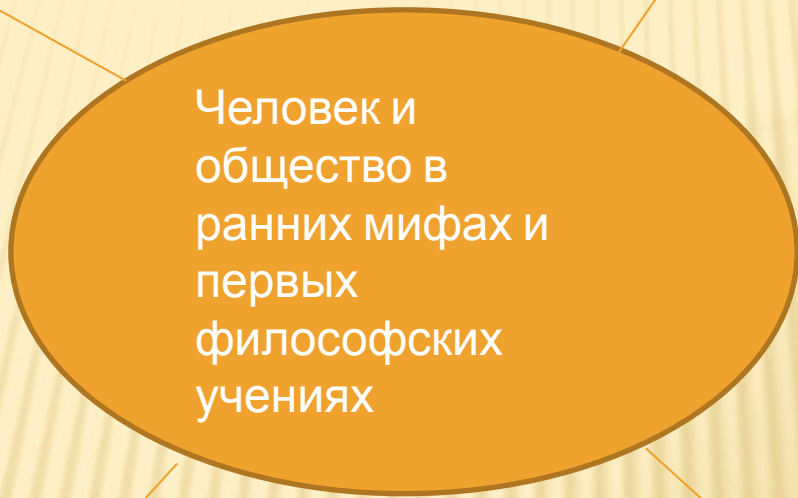 Человек и
общество в
ранних мифах и
первых
философских
учениях